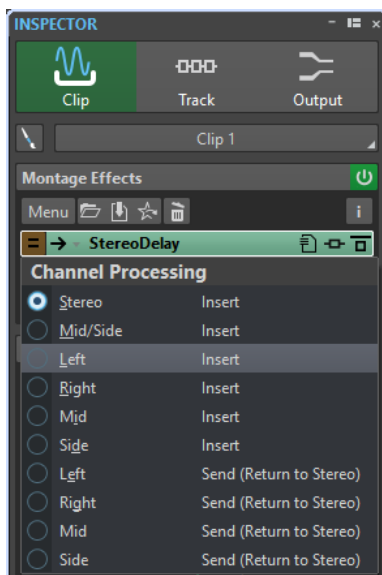 INSPECTOR
Clip Track Output
Clip 1
Montage Effects
Menu i
StereoDelay
Channel Processing
Stereo Insert
Mid/Side Insert
Left Insert
Right Insert
Mid Insert
Side Insert
Left Send (Return to Stereo)
Right Send (Return to Stereo)
Mid Send (Return to Stereo)
Side Send (Return to Stereo)